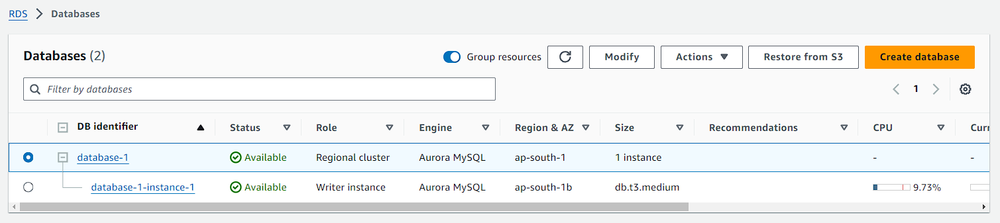 RDS > Databases
Databases (2) Group resources Modify Actions Restore from S3 Create database
Filter by databases 1
DB identifier Status Role Engine Region & AZ Size Recommendations CPU Curr
database-1 Available Regional cluster Aurora MySQL ap-south-1 1 instance - -
database-1-instance-1 Available Writer instance Aurora MySQL ap-south-1b db.t3.medium 9.73%